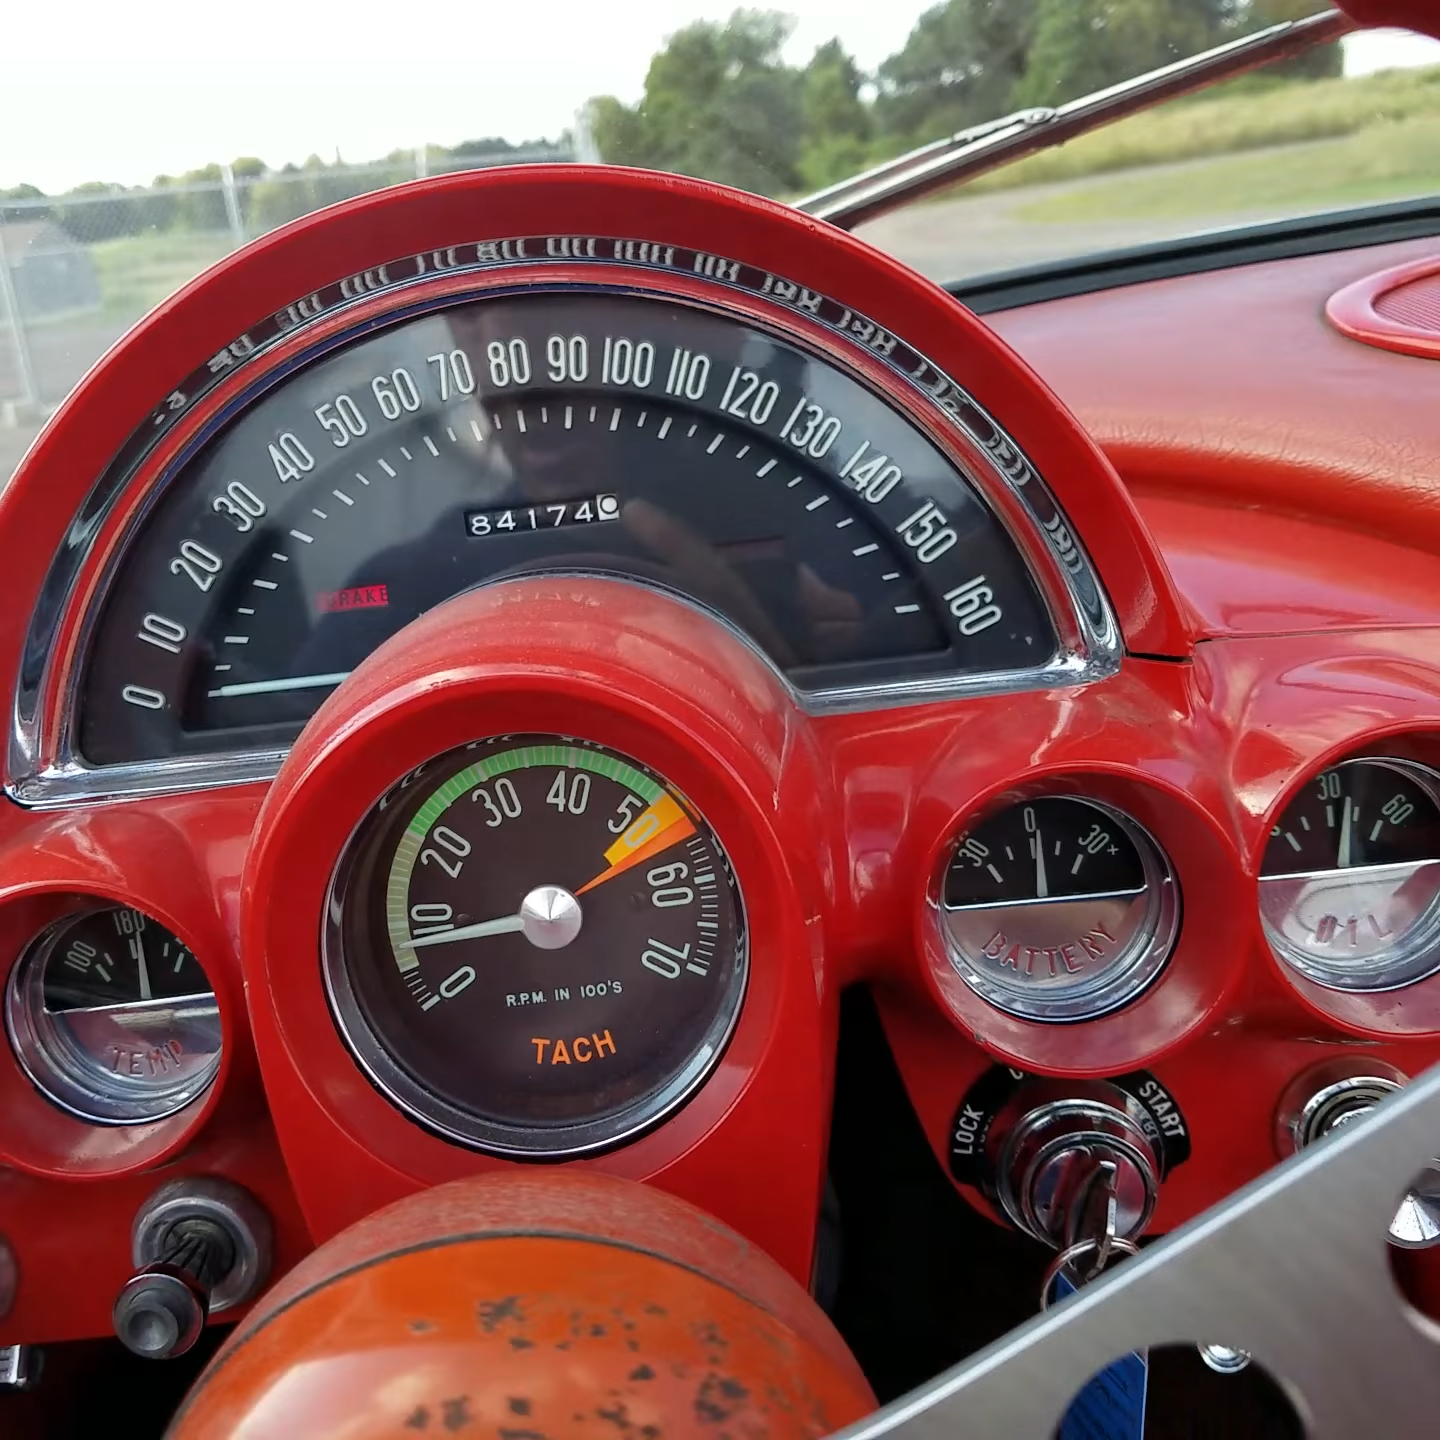 0 10 20 30 40 50 60 70 80 90 100 110 120 130 140 150 160
84174 0
BRAKE
0 10 20 30 40 50 60 70
R.P.M. IN 100'S
TACH
100 180
TEMP
30 0 30+
BATTERY
30 60
OIL
LOCK START